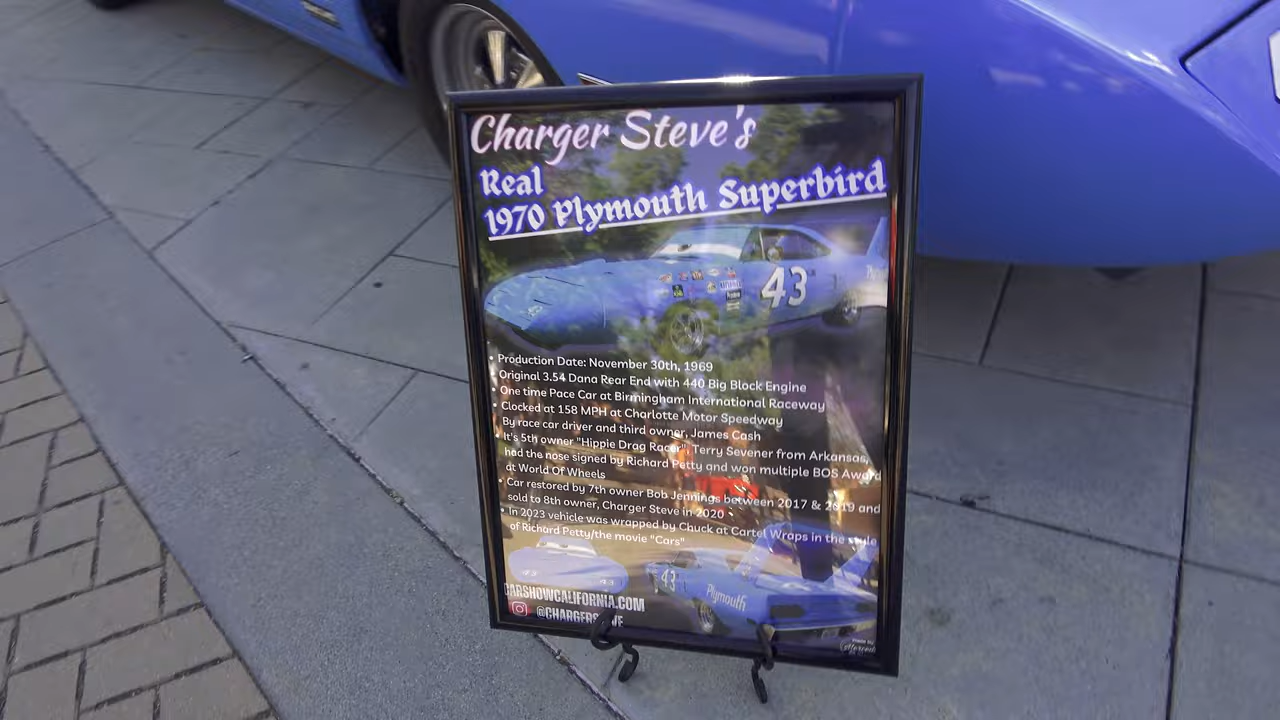 Charger Steve's
Real
1970 Plymouth Superbird
43
• Production Date: November 30th, 1969
• Original 3.54 Dana Rear End with 440 Big Block Engine
• One time Pace Car at Birmingham International Raceway
• Clocked at 158 MPH at Charlotte Motor Speedway
By race car driver and third owner, James Cash
• It's 5th owner "Hippie Drag Racer" Terry Sevener from Arkansas,
had the nose signed by Richard Petty and won multiple BOS Award
at World Of Wheels
• Car restored by 7th owner Bob Jennings between 2017 & 2019 and
sold to 8th owner, Charger Steve in 2020
• In 2023 vehicle was wrapped by Chuck at Cartel Wraps in the style
of Richard Petty/the movie "Cars"
43 43
43 Plymouth
CARSHOWCALIFORNIA.COM